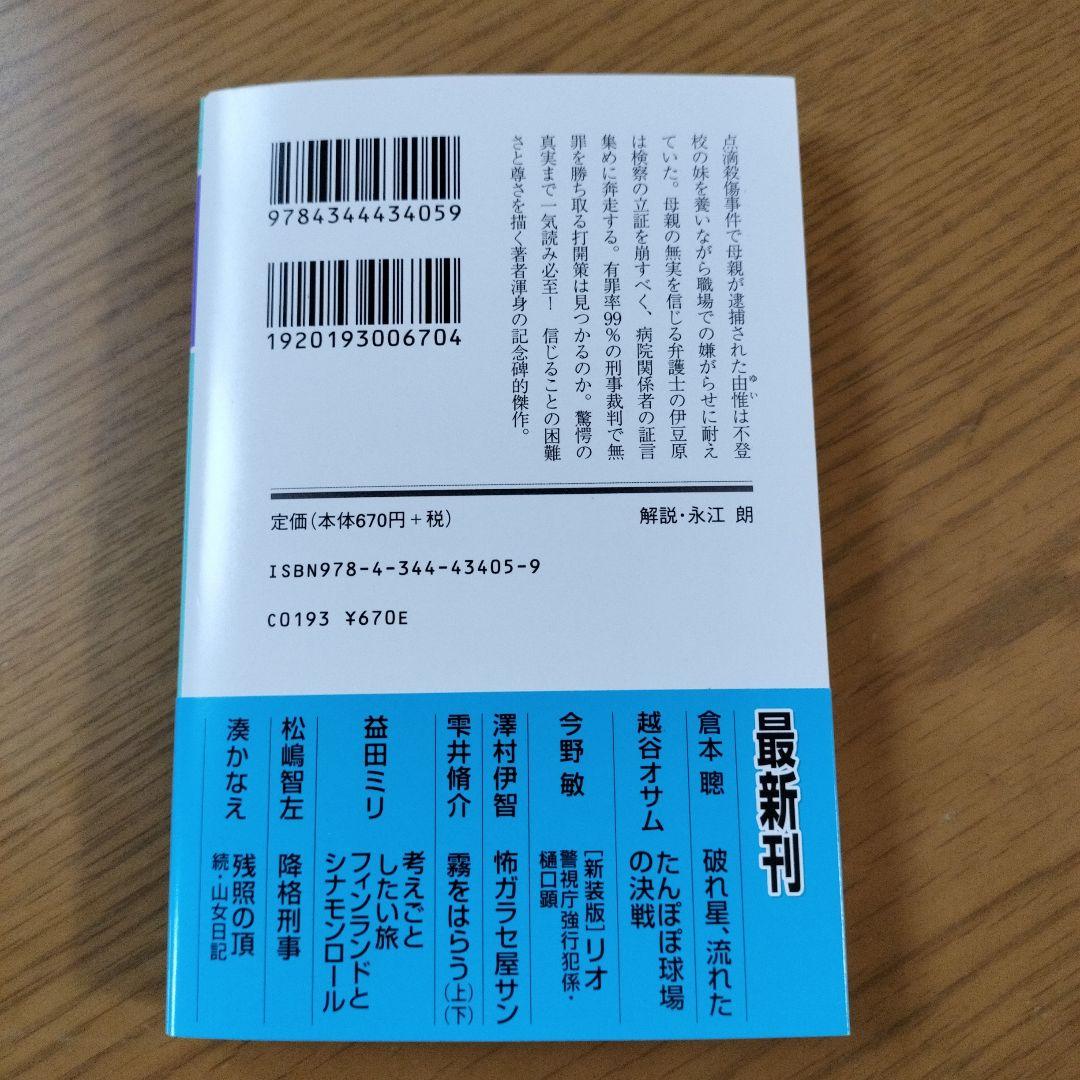 9784344434059
1920193006704
点滴殺傷事件で母親が逮捕された由惟は不登
ゆい
校の妹を養いながら職場での嫌がらせに耐え
ていた。母親の無実を信じる弁護士の伊豆原
は検察の立証を崩すべく、病院関係者の証言
集めに奔走する。有罪率99%の刑事裁判で無
罪を勝ち取る打開策は見つかるのか。驚愕の
真実まで一気読み必至! 信じることの困難
さと尊さを描く著者渾身の記念碑的傑作。
定価(本体670円+税)
解説・永江 朗
ISBN978-4-344-43405-9
C0193 ¥670E
最新刊
倉本 聰 破れ星、流れた
越谷オサム たんぽぽ球場
の決戦
今野 敏 [新装版]リオ
警視庁強行犯係・
樋口顕
澤村伊智 怖ガラセ屋サン
雫井脩介 霧をはらう(上)(下)
益田ミリ 考えごと
したい旅
フィンランドと
シナモンロール
松嶋智左 降格刑事
湊かなえ 残照の頂
続・山女日記